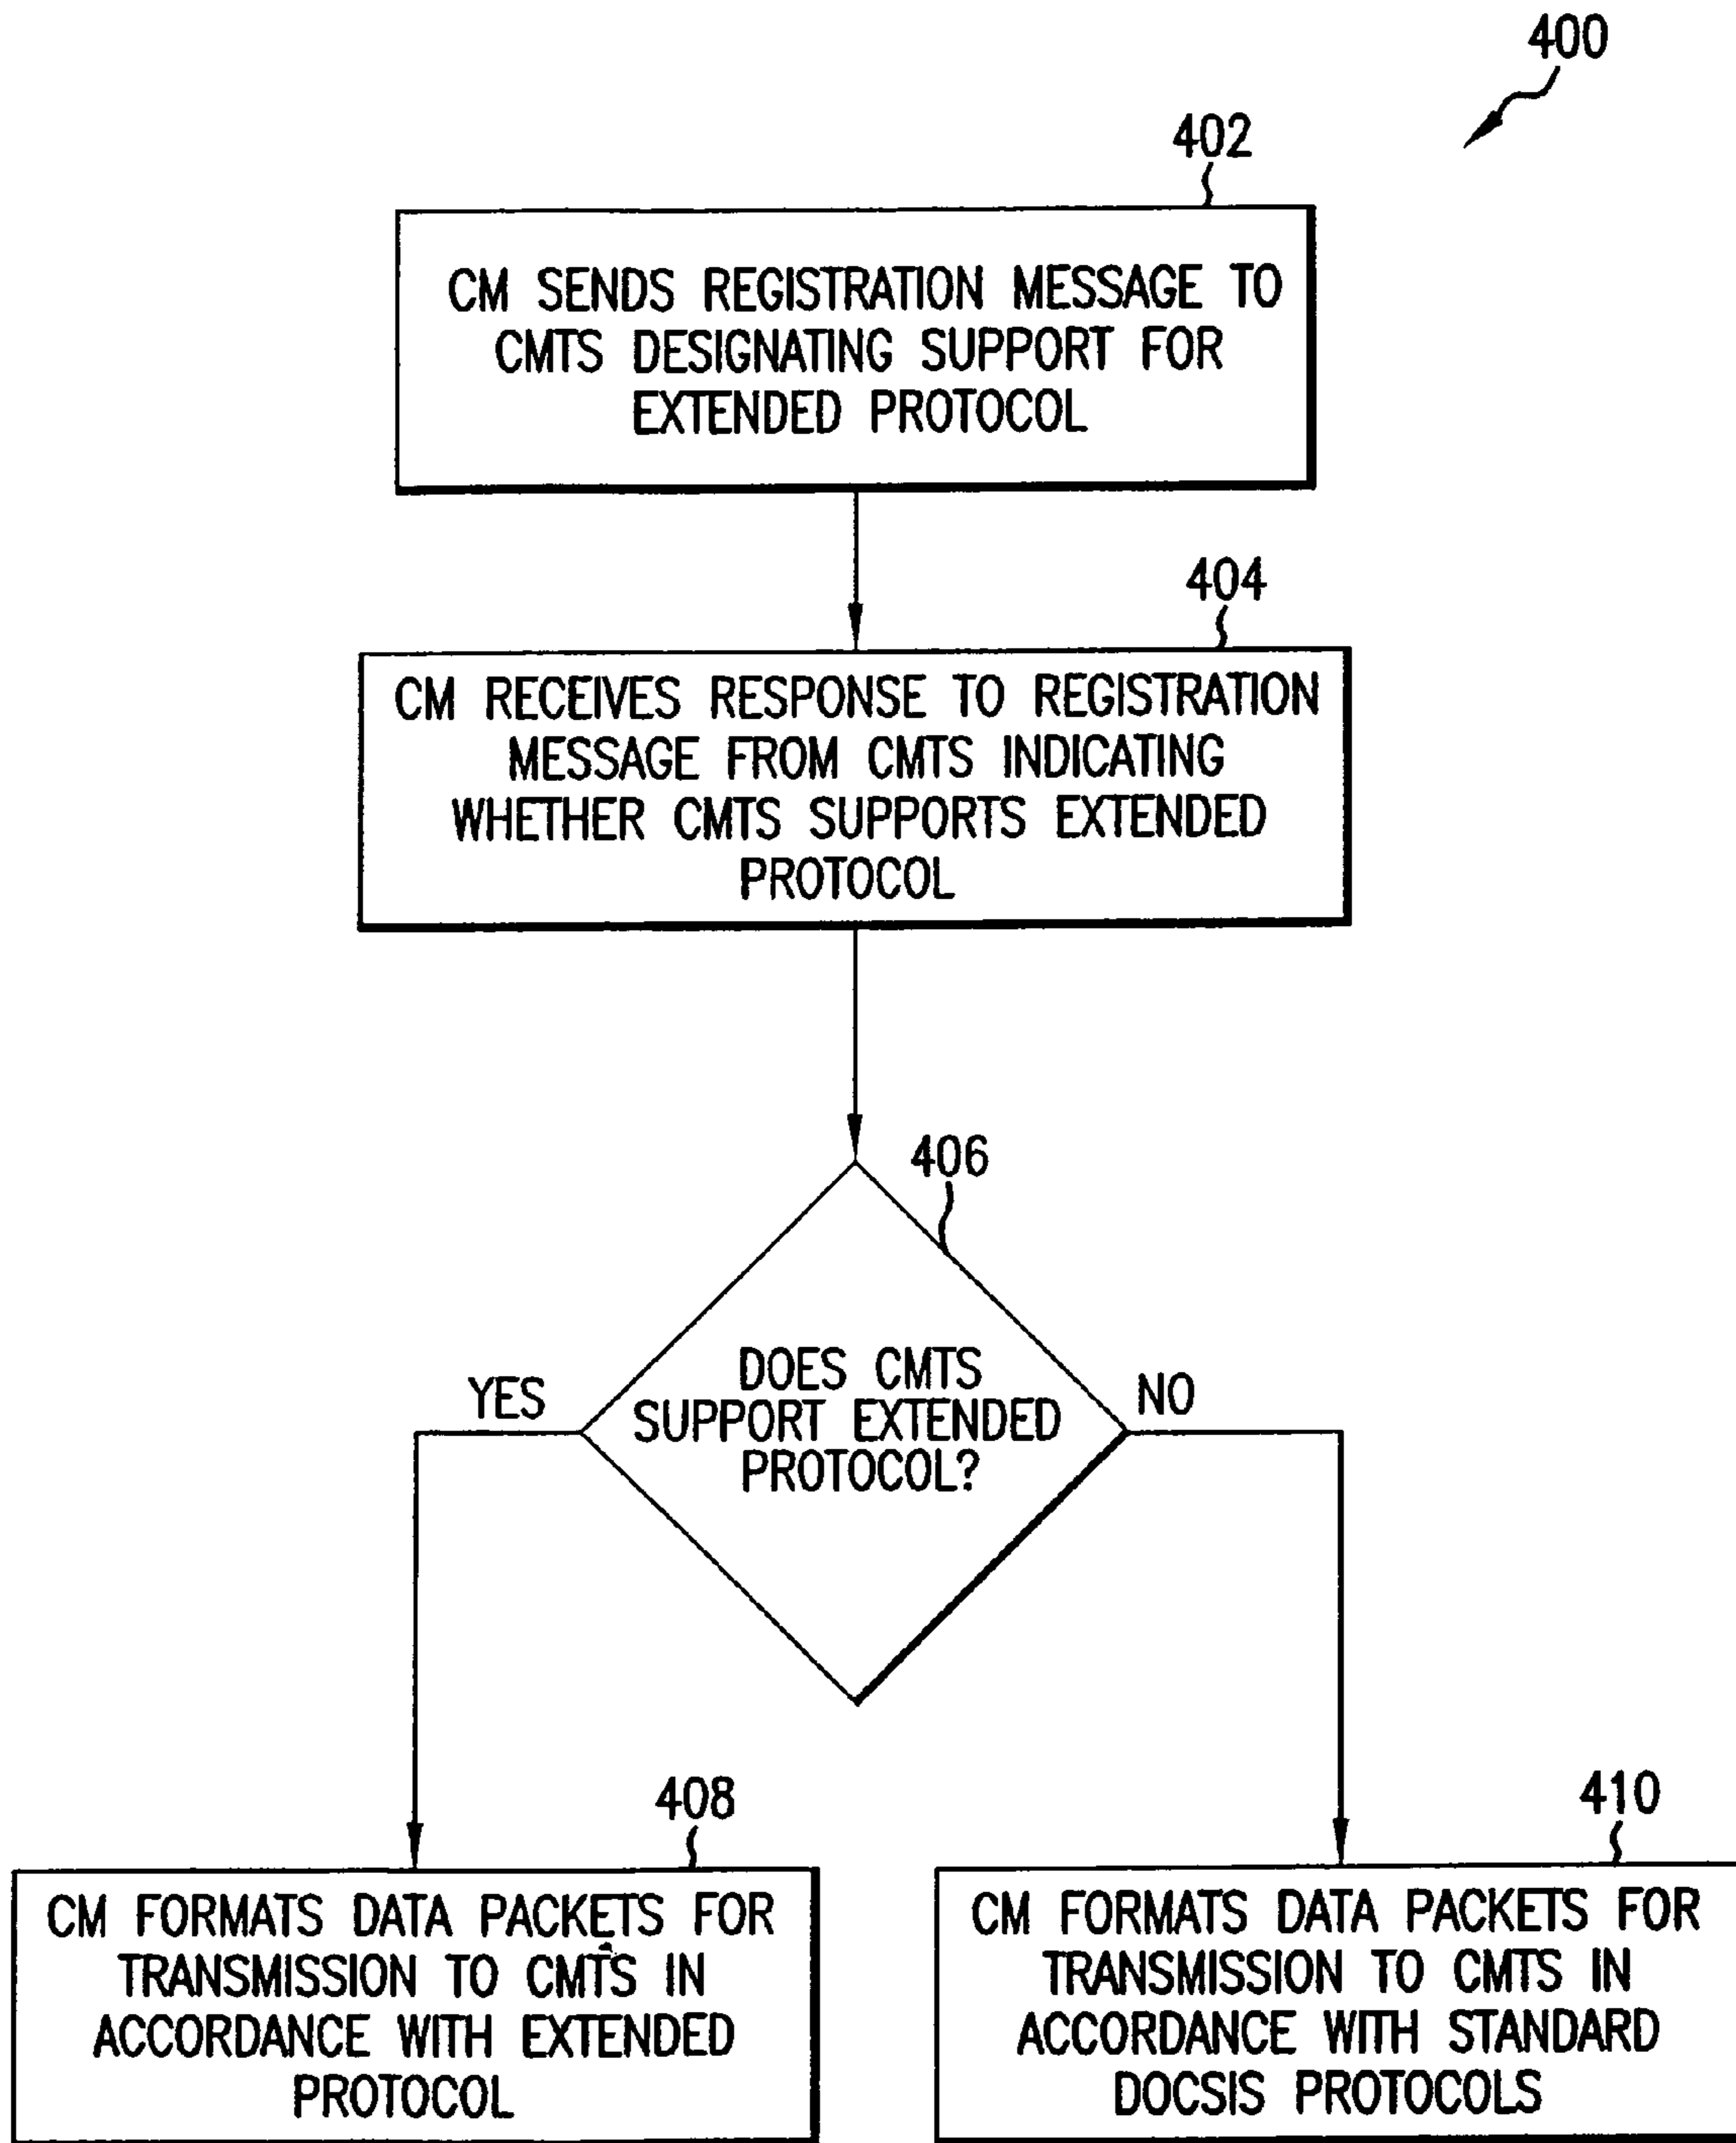 400
402
CM SENDS REGISTRATION MESSAGE TO
CMTS DESIGNATING SUPPORT FOR
EXTENDED PROTOCOL
404
CM RECEIVES RESPONSE TO REGISTRATION
MESSAGE FROM CMTS INDICATING
WHETHER CMTS SUPPORTS EXTENDED
PROTOCOL
406
DOES CMTS
SUPPORT EXTENDED
PROTOCOL?
YES
NO
408
CM FORMATS DATA PACKETS FOR
TRANSMISSION TO CMTS IN
ACCORDANCE WITH EXTENDED
PROTOCOL
410
CM FORMATS DATA PACKETS FOR
TRANSMISSION TO CMTS IN
ACCORDANCE WITH STANDARD
DOCSIS PROTOCOLS